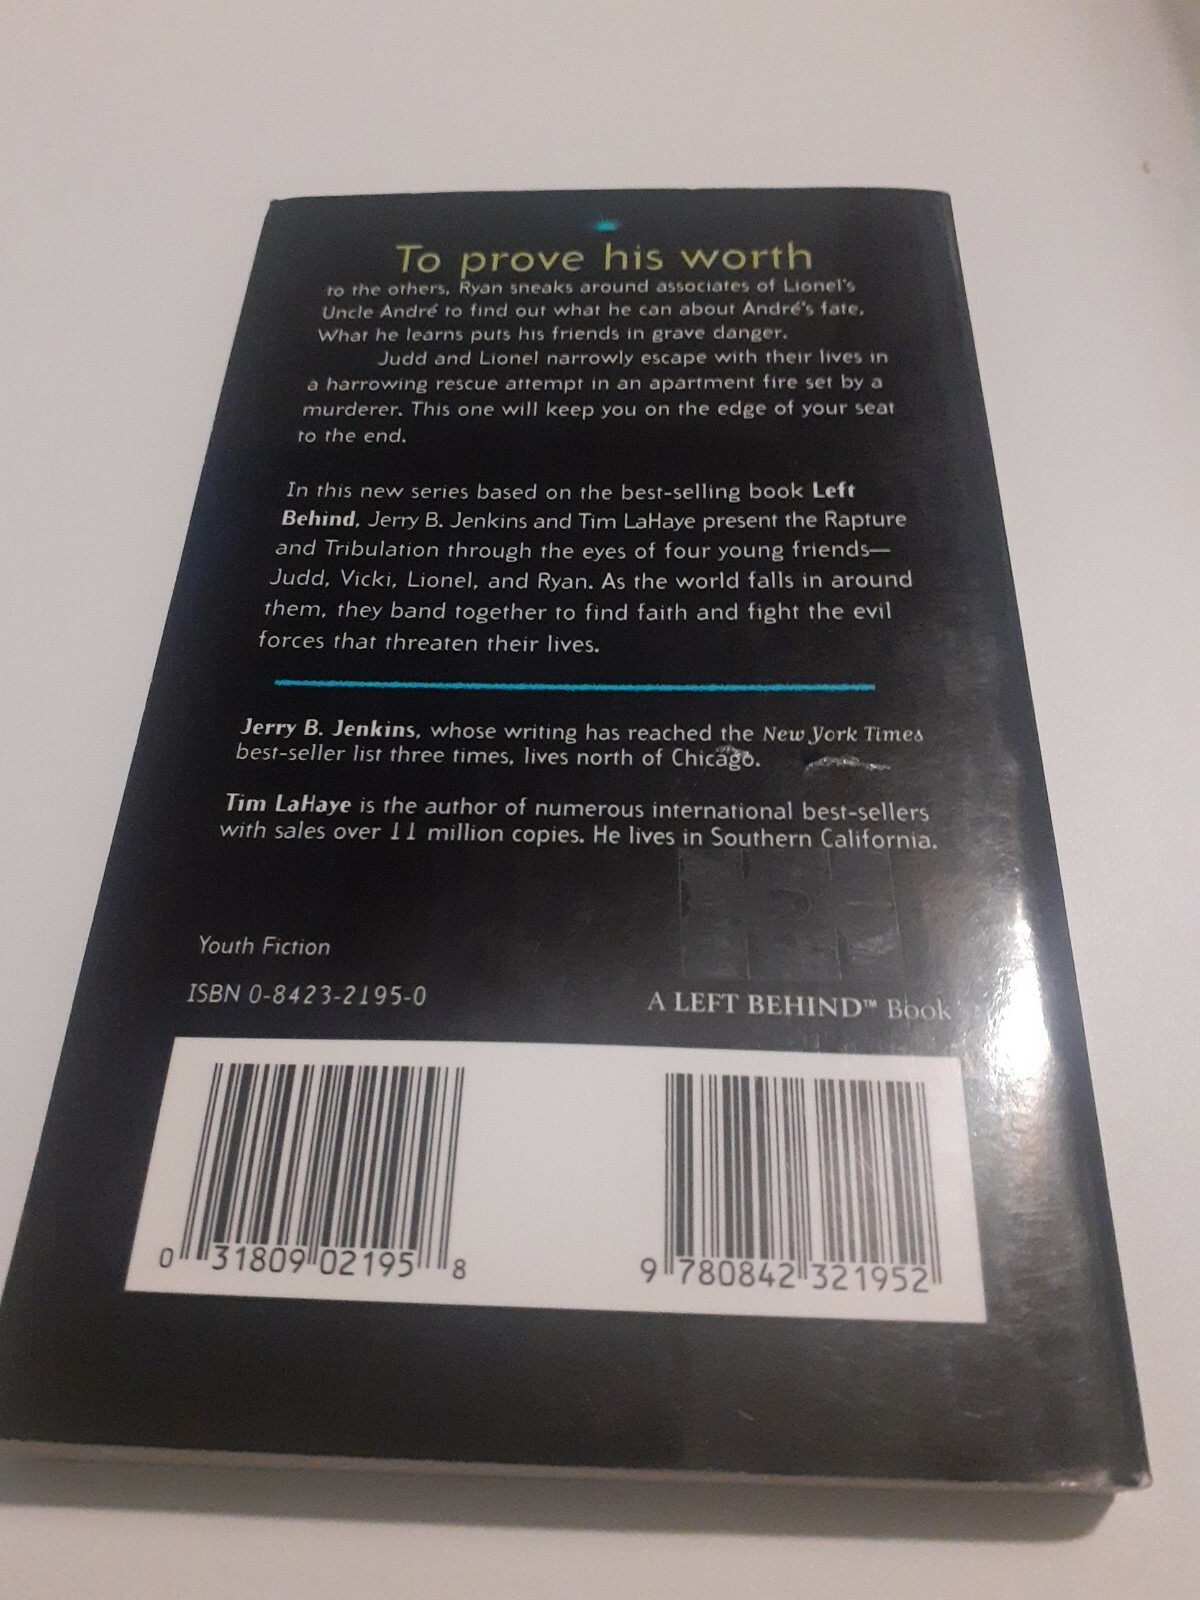 To prove his worth
to the others, Ryan sneaks around associates of Lionel's
Uncle André to find out what he can about André's fate.
What he learns puts his friends in grave danger.
Judd and Lionel narrowly escape with their lives in
a harrowing rescue attempt in an apartment fire set by a
murderer. This one will keep you on the edge of your seat
to the end.
In this new series based on the best-selling book Left
Behind, Jerry B. Jenkins and Tim LaHaye present the Rapture
and Tribulation through the eyes of four young friends—
Judd, Vicki, Lionel, and Ryan. As the world falls in around
them, they band together to find faith and fight the evil
forces that threaten their lives.
Jerry B. Jenkins, whose writing has reached the New York Times
best-seller list three times, lives north of Chicago.
Tim LaHaye is the author of numerous international best-sellers
with sales over 11 million copies. He lives in Southern California.
Youth Fiction
ISBN 0-8423-2195-0
A LEFT BEHIND™ Book
0 31809 02195 8
9 780842 321952